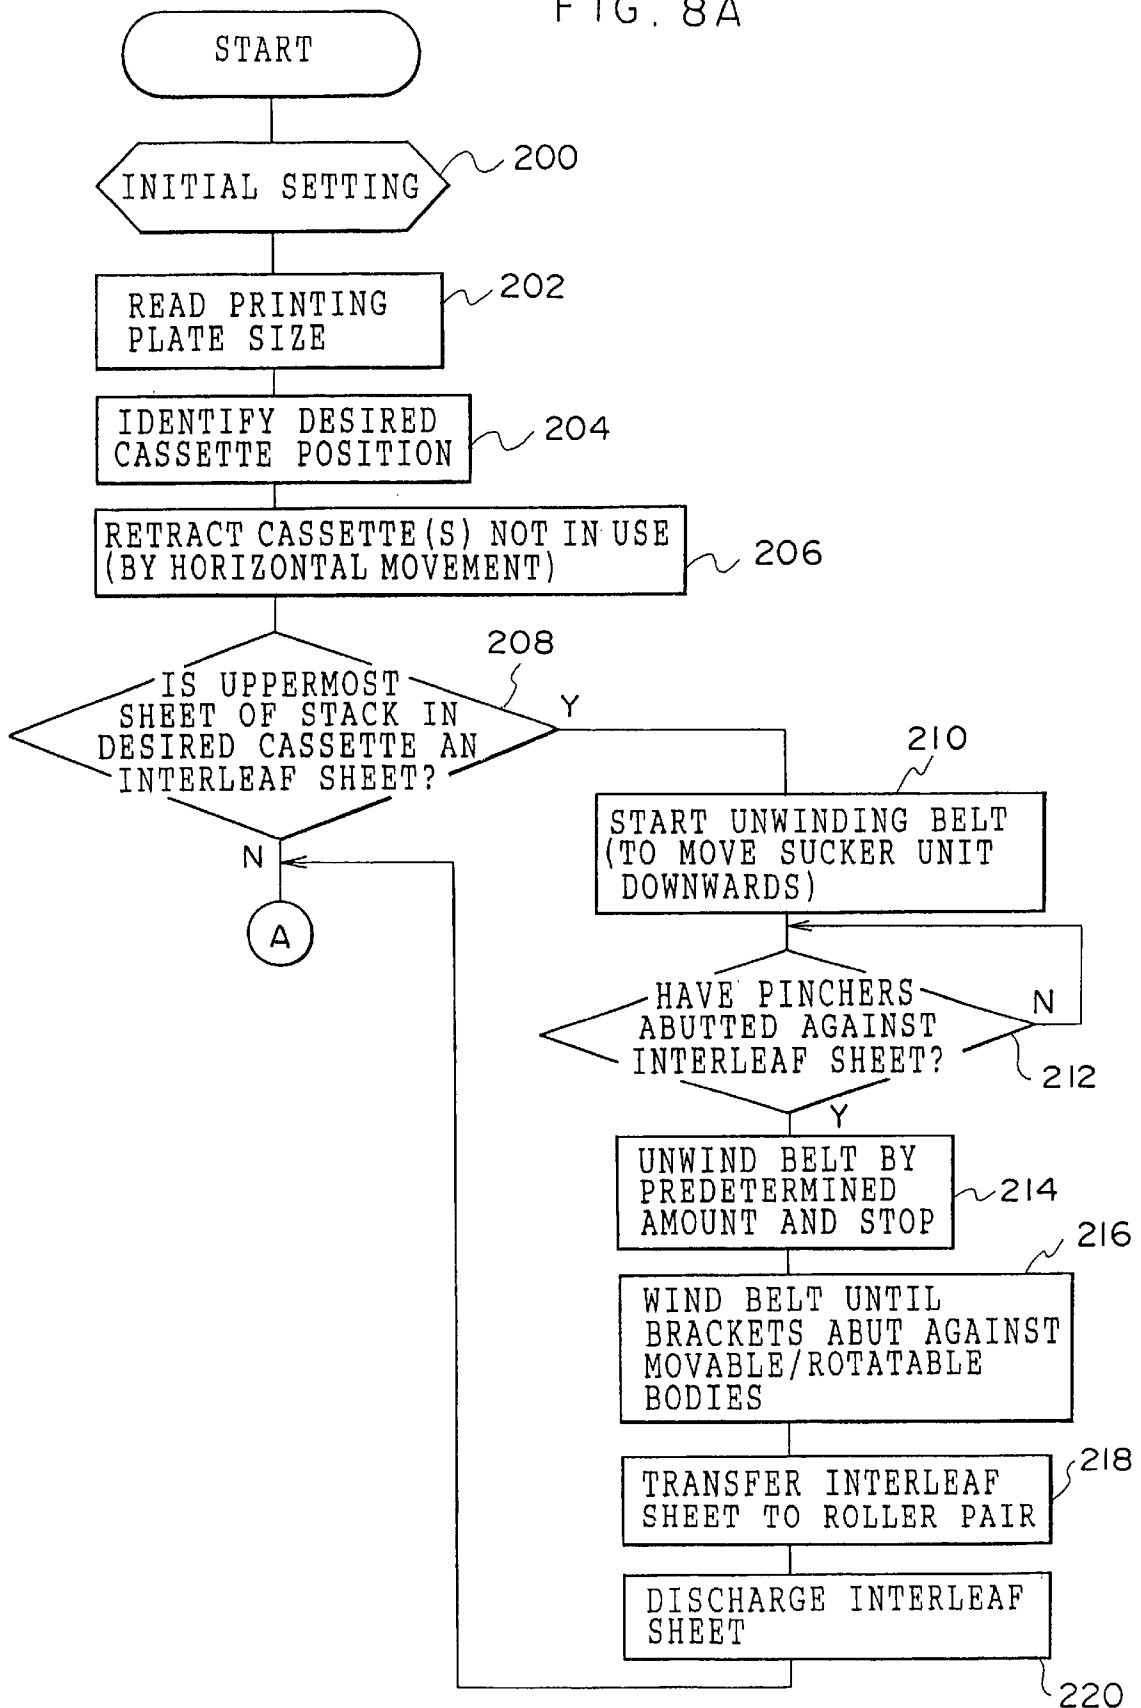 FIG. 8A
START
INITIAL SETTING
200
READ PRINTING
PLATE SIZE
202
IDENTIFY DESIRED
CASSETTE POSITION
204
RETRACT CASSETTE(S) NOT IN USE
(BY HORIZONTAL MOVEMENT)
206
208
IS UPPERMOST
SHEET OF STACK IN
DESIRED CASSETTE AN
INTERLEAF SHEET?
Y
N
A
210
START UNWINDING BELT
(TO MOVE SUCKER UNIT
DOWNWARDS)
HAVE PINCHERS
ABUTTED AGAINST
INTERLEAF SHEET?
N
212
Y
UNWIND BELT BY
PREDETERMINED
AMOUNT AND STOP
214
216
WIND BELT UNTIL
BRACKETS ABUT AGAINST
MOVABLE/ROTATABLE
BODIES
218
TRANSFER INTERLEAF
SHEET TO ROLLER PAIR
DISCHARGE INTERLEAF
SHEET
220